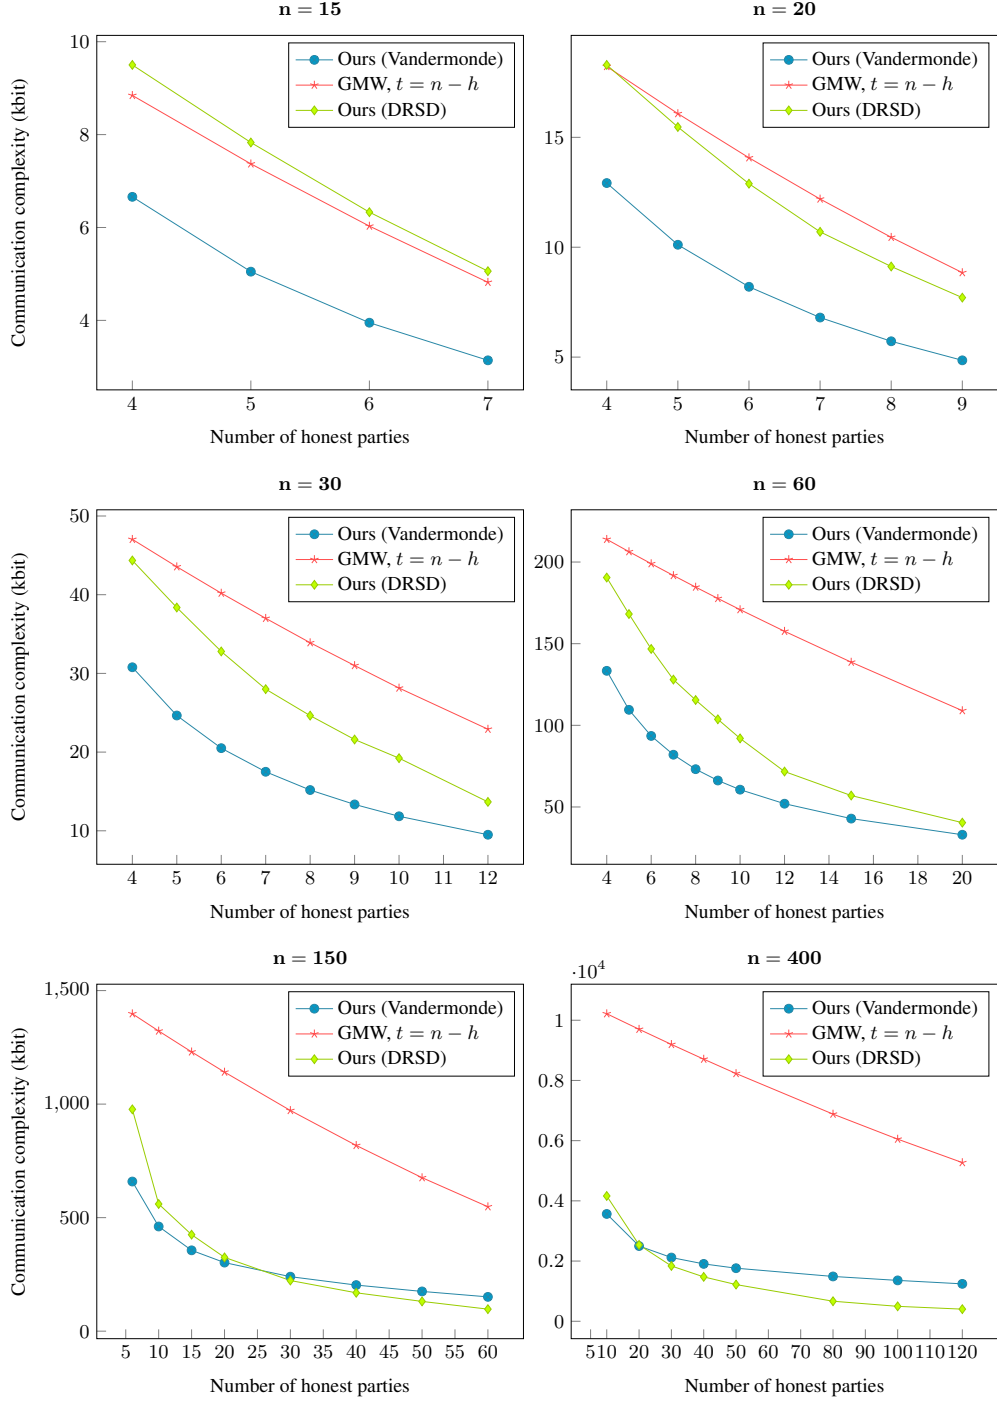 n = 15
Communication complexity (kbit)
10
8
6
4
Ours (Vandermonde)
GMW, t = n − h
Ours (DRSD)
4 5 6 7
Number of honest parties
n = 20
15
10
5
Ours (Vandermonde)
GMW, t = n − h
Ours (DRSD)
4 5 6 7 8 9
Number of honest parties
n = 30
Communication complexity (kbit)
50
40
30
20
10
Ours (Vandermonde)
GMW, t = n − h
Ours (DRSD)
4 5 6 7 8 9 10 11 12
Number of honest parties
n = 60
200
150
100
50
Ours (Vandermonde)
GMW, t = n − h
Ours (DRSD)
4 6 8 10 12 14 16 18 20
Number of honest parties
n = 150
Communication complexity (kbit)
1,500
1,000
500
0
Ours (Vandermonde)
GMW, t = n − h
Ours (DRSD)
5 10 15 20 25 30 35 40 45 50 55 60
Number of honest parties
n = 400
·10⁴
1
0.8
0.6
0.4
0.2
0
Ours (Vandermonde)
GMW, t = n − h
Ours (DRSD)
5 10 20 30 40 50 60 70 80 90 100 110 120
Number of honest parties